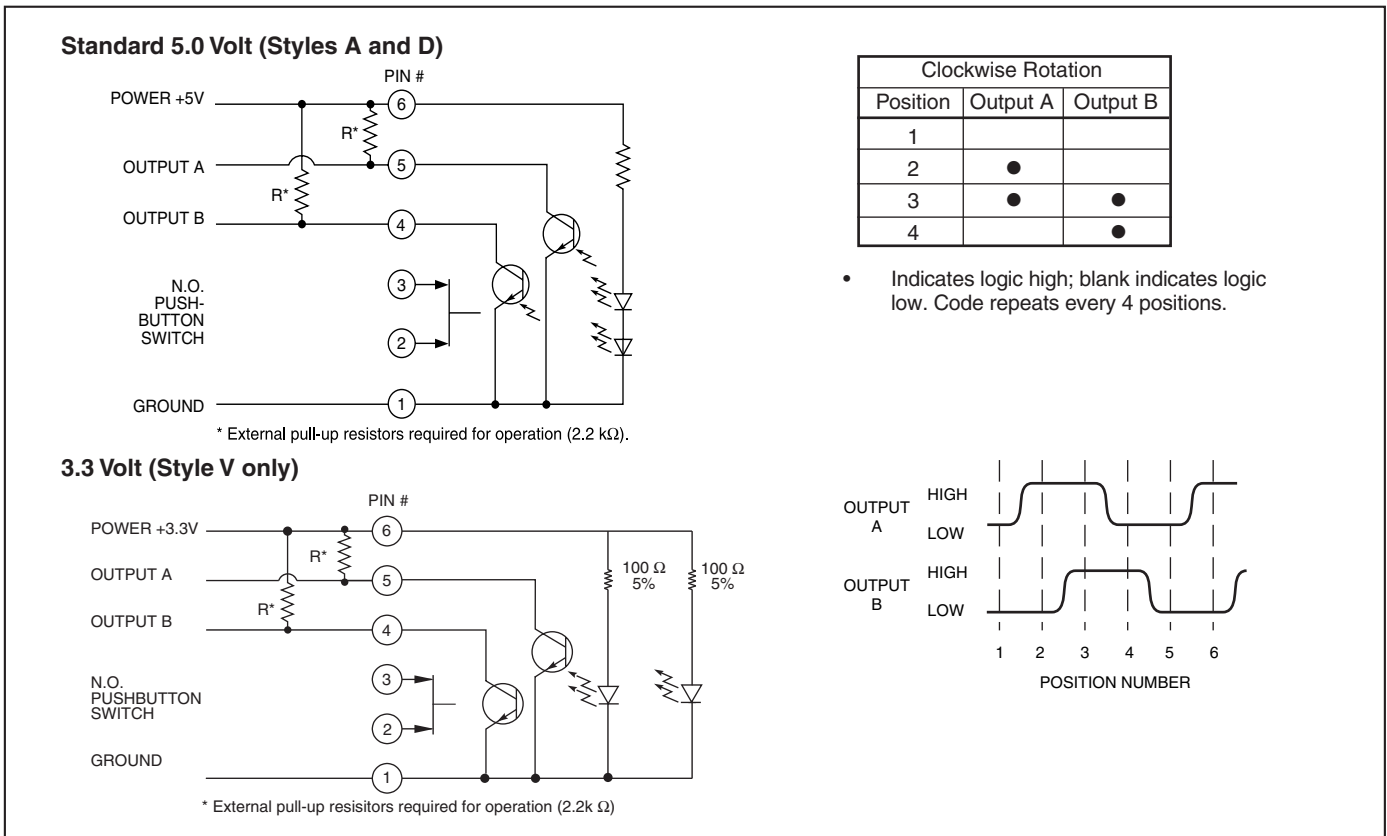 Standard 5.0 Volt (Styles A and D)
PIN #
POWER +5V
6
R*
OUTPUT A
5
R*
OUTPUT B
4
N.O.
PUSH-
BUTTON
SWITCH
3
2
GROUND
1
* External pull-up resistors required for operation (2.2 kΩ).
3.3 Volt (Style V only)
PIN #
POWER +3.3V
6
R*
100 Ω
5%
100 Ω
5%
OUTPUT A
5
R*
OUTPUT B
4
N.O.
PUSHBUTTON
SWITCH
3
2
GROUND
1
* External pull-up resisitors required for operation (2.2k Ω)
Clockwise Rotation
Position Output A Output B
1
2 ●
3 ● ●
4 ●
• Indicates logic high; blank indicates logic
low. Code repeats every 4 positions.
OUTPUT
A
HIGH
LOW
OUTPUT
B
HIGH
LOW
1 2 3 4 5 6
POSITION NUMBER